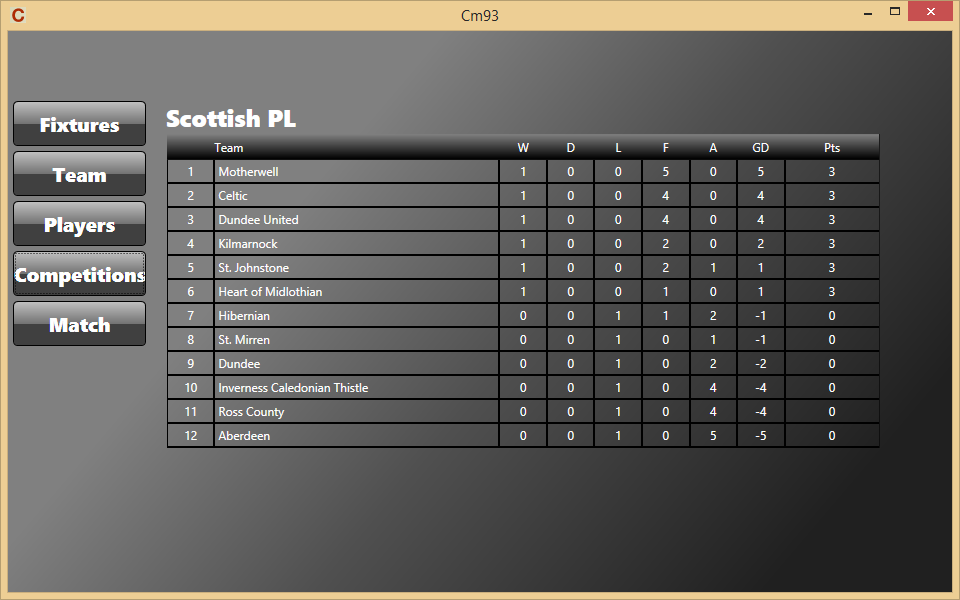 C Cm93
Fixtures
Team
Players
Competitions
Match
Scottish PL
Team W D L F A GD Pts
1 Motherwell 1 0 0 5 0 5 3
2 Celtic 1 0 0 4 0 4 3
3 Dundee United 1 0 0 4 0 4 3
4 Kilmarnock 1 0 0 2 0 2 3
5 St. Johnstone 1 0 0 2 1 1 3
6 Heart of Midlothian 1 0 0 1 0 1 3
7 Hibernian 0 0 1 1 2 -1 0
8 St. Mirren 0 0 1 0 1 -1 0
9 Dundee 0 0 1 0 2 -2 0
10 Inverness Caledonian Thistle 0 0 1 0 4 -4 0
11 Ross County 0 0 1 0 4 -4 0
12 Aberdeen 0 0 1 0 5 -5 0